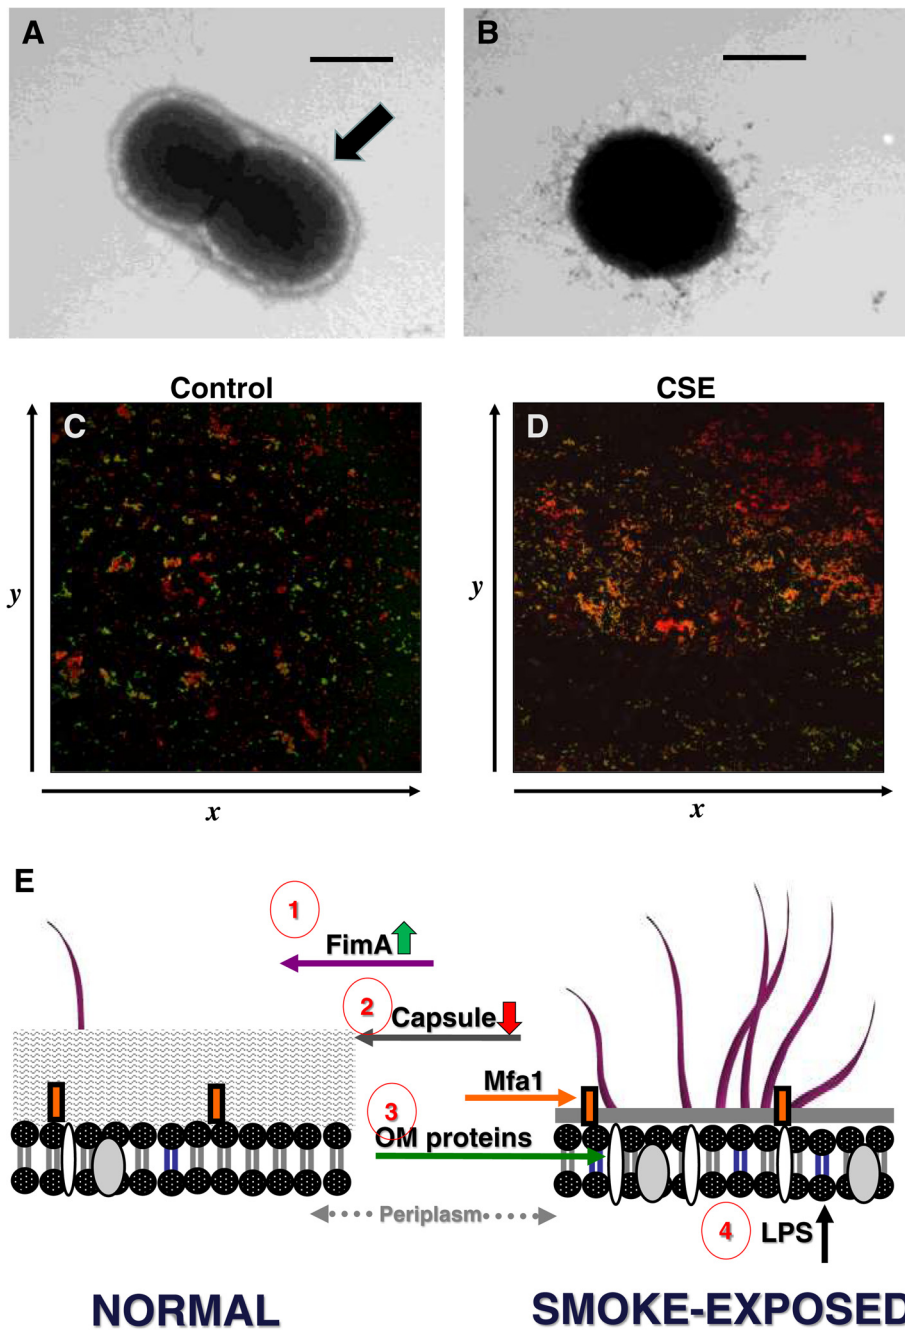 A
B
Control
CSE
C
D
y
y
x
x
E
1
FimA
2
Capsule
Mfa1
3
OM proteins
Periplasm
4
LPS
NORMAL
SMOKE-EXPOSED